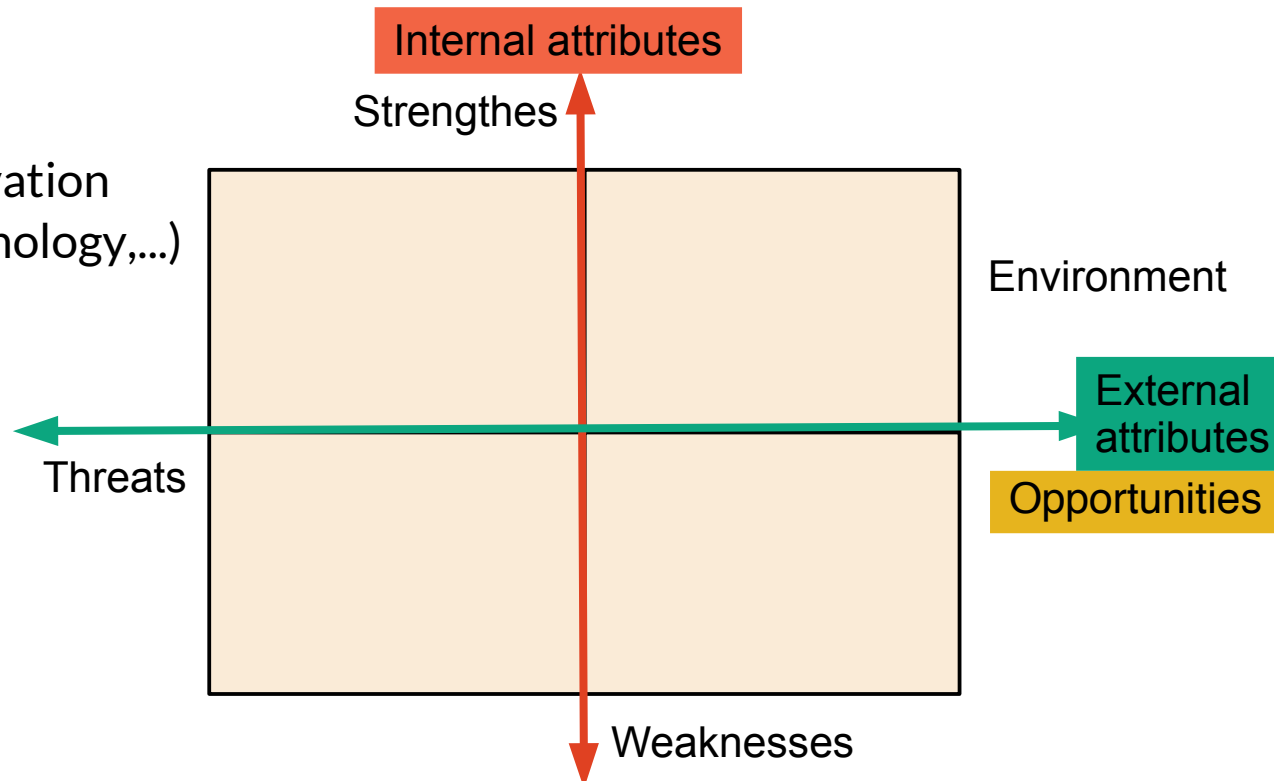 Internal attributes
Strengthes
vation
nology,...)
Environment
External
attributes
Threats
Opportunities
Weaknesses